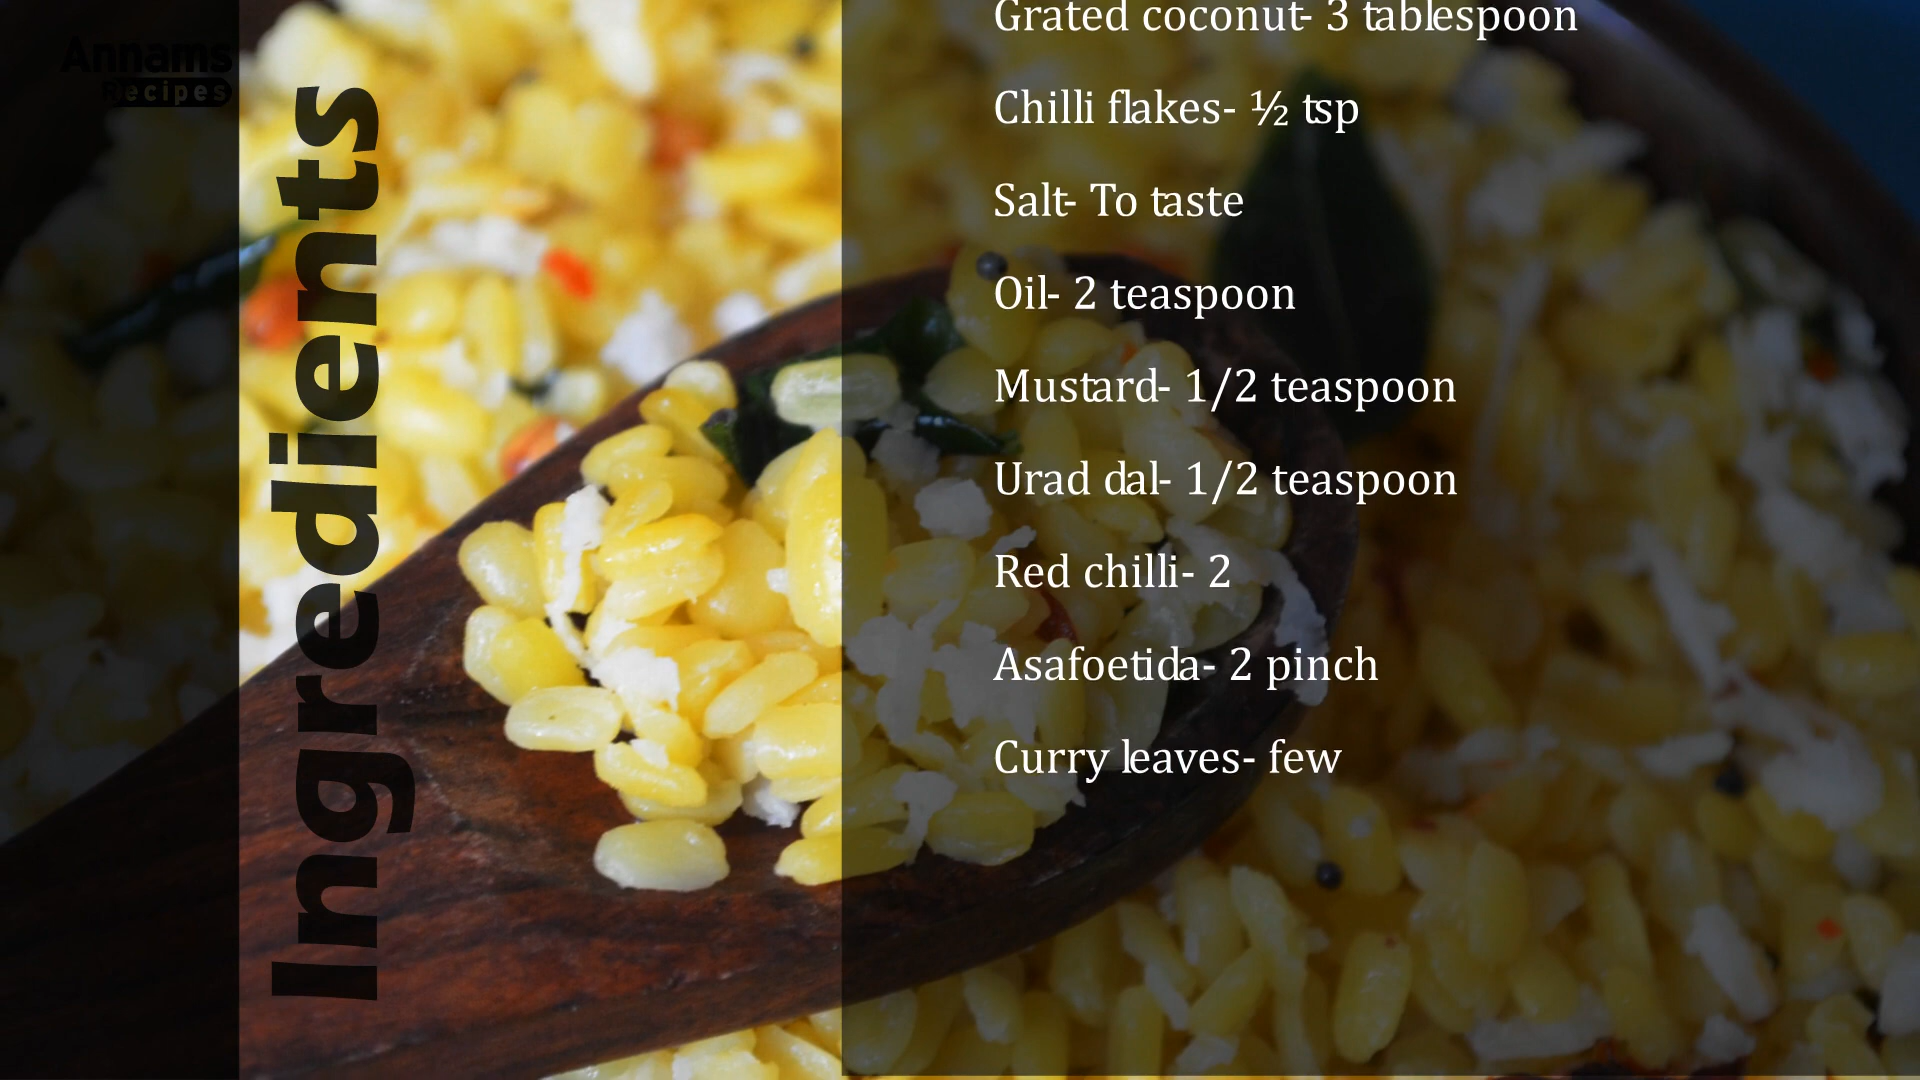 Annams
Recipes
Ingredients
Grated coconut- 3 tablespoon
Chilli flakes- ½ tsp
Salt- To taste
Oil- 2 teaspoon
Mustard- 1/2 teaspoon
Urad dal- 1/2 teaspoon
Red chilli- 2
Asafoetida- 2 pinch
Curry leaves- few